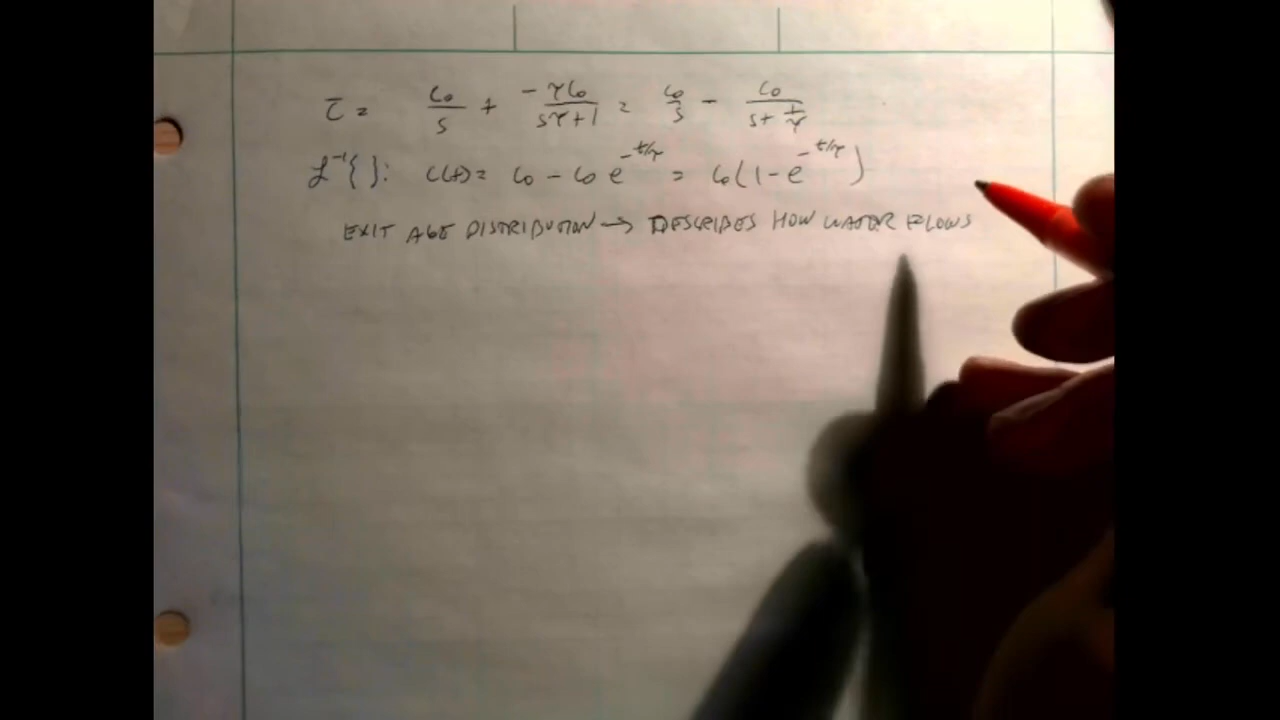 C̄ = C₀/s + -τC₀/(sτ+1) = C₀/s - C₀/(s+1/τ)
ℒ⁻¹{ }: C(t) = C₀ - C₀e^(-t/τ) = C₀(1-e^(-t/τ))
EXIT AGE DISTRIBUTION → DESCRIBES HOW WATER FLOWS